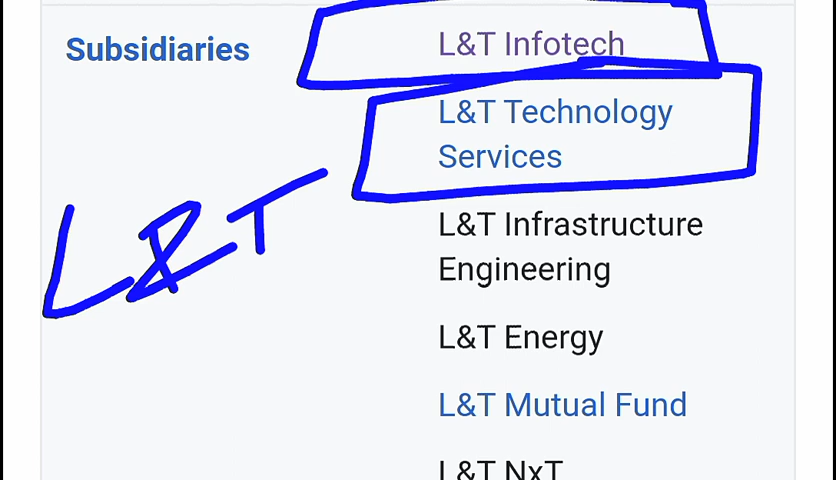 Subsidiaries
L&T Infotech
L&T Technology
Services
L&T
L&T Infrastructure
Engineering
L&T Energy
L&T Mutual Fund
L&T NxT